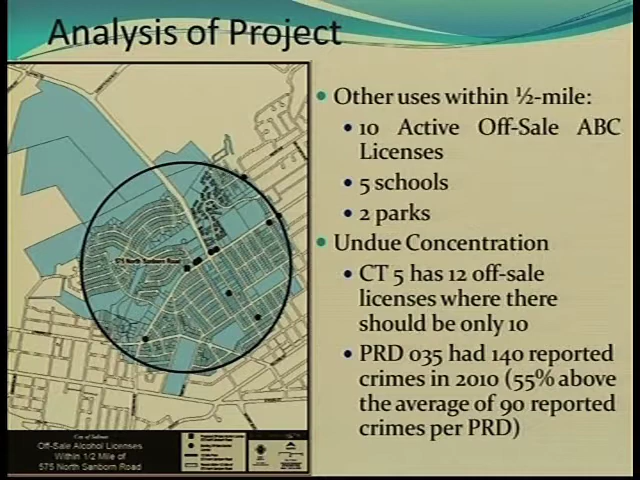 Analysis of Project
• Other uses within ½-mile:
• 10 Active Off-Sale ABC
Licenses
• 5 schools
• 2 parks
• Undue Concentration
• CT 5 has 12 off-sale
licenses where there
should be only 10
• PRD 035 had 140 reported
crimes in 2010 (55% above
the average of 90 reported
crimes per PRD)
575 North Sanborn Road
City of Salinas
Off-Sale Alcohol Licenses
Within 1/2 Mile of
575 North Sanborn Road